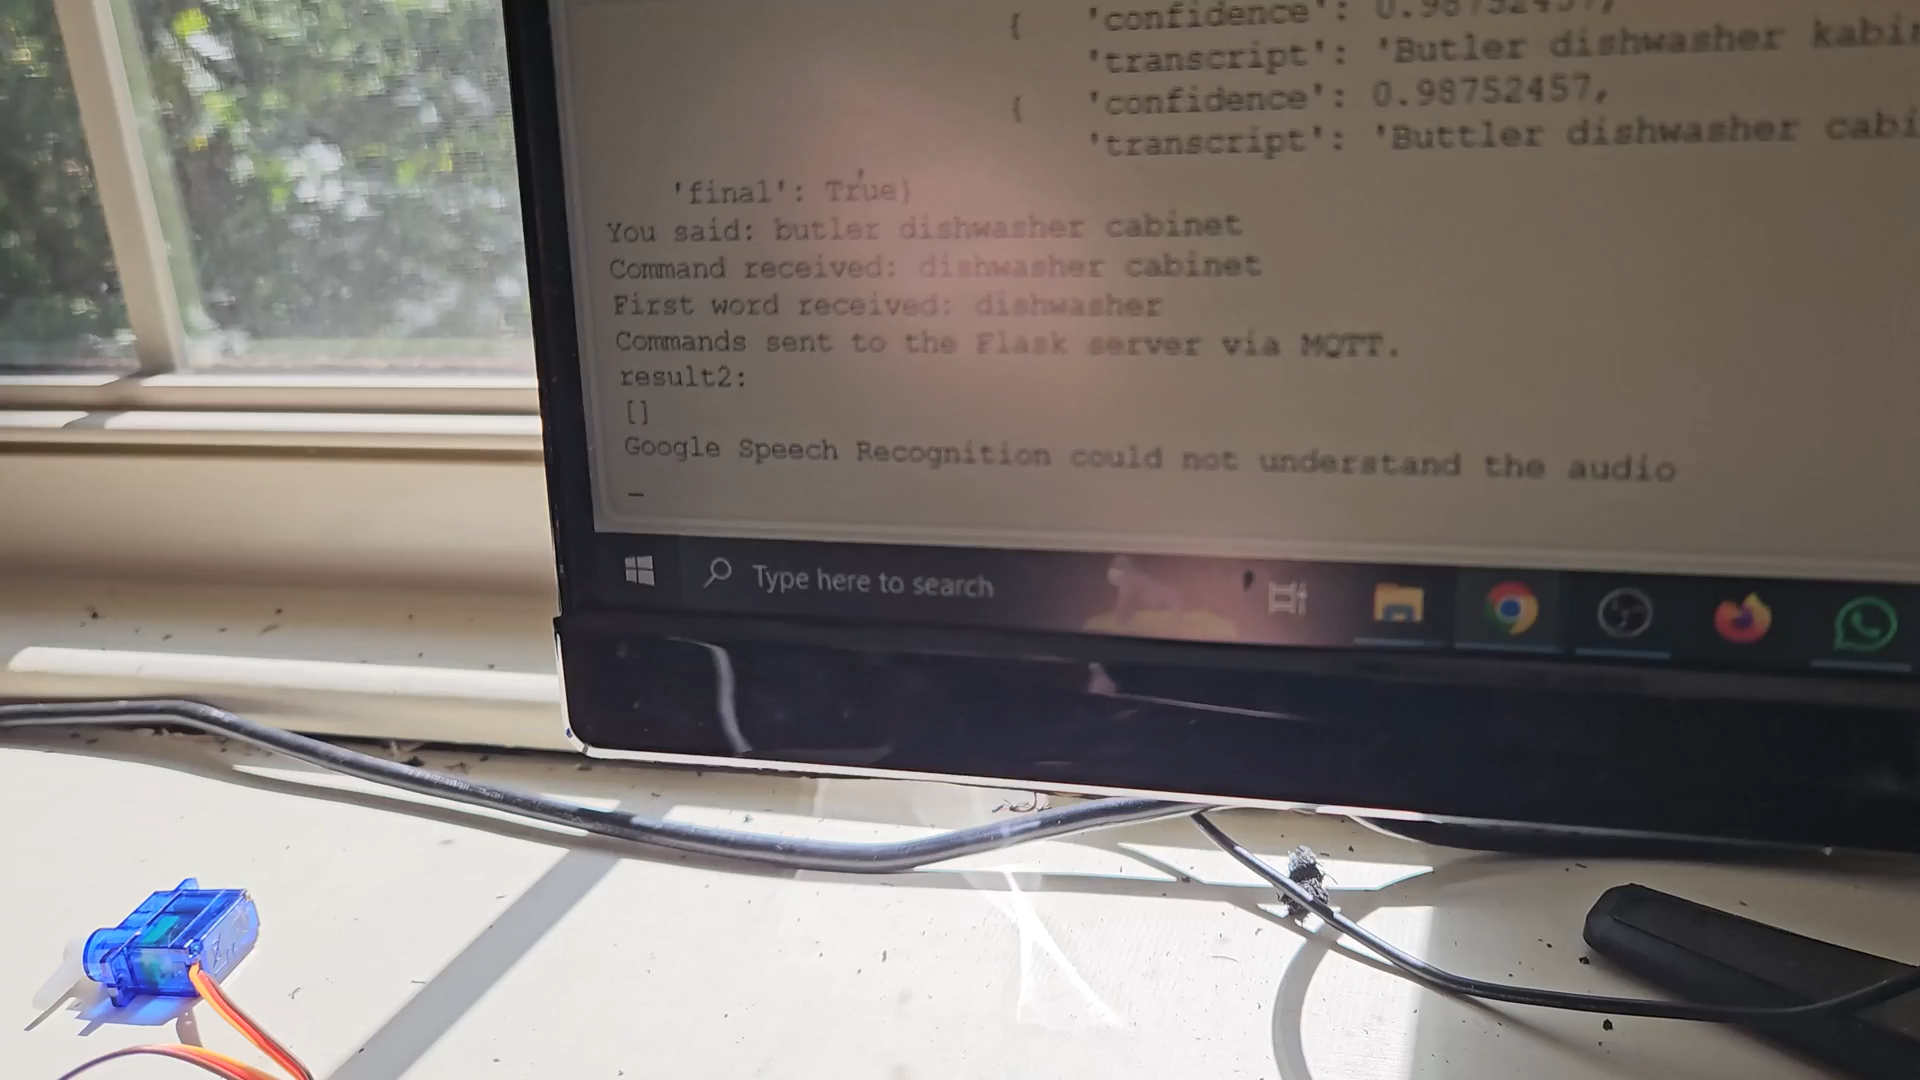 { 'confidence': 0.98752457,
'transcript': 'Butler dishwasher
{ 'confidence': 0.98752457,
'transcript': 'Buttler dishwasher cabi
'final': True}
You said: butler dishwasher cabinet
Command received: dishwasher cabinet
First word received: dishwasher
Commands sent to the Flask server via MQTT.
result2:
[]
Google Speech Recognition could not understand the audio
_
Type here to search